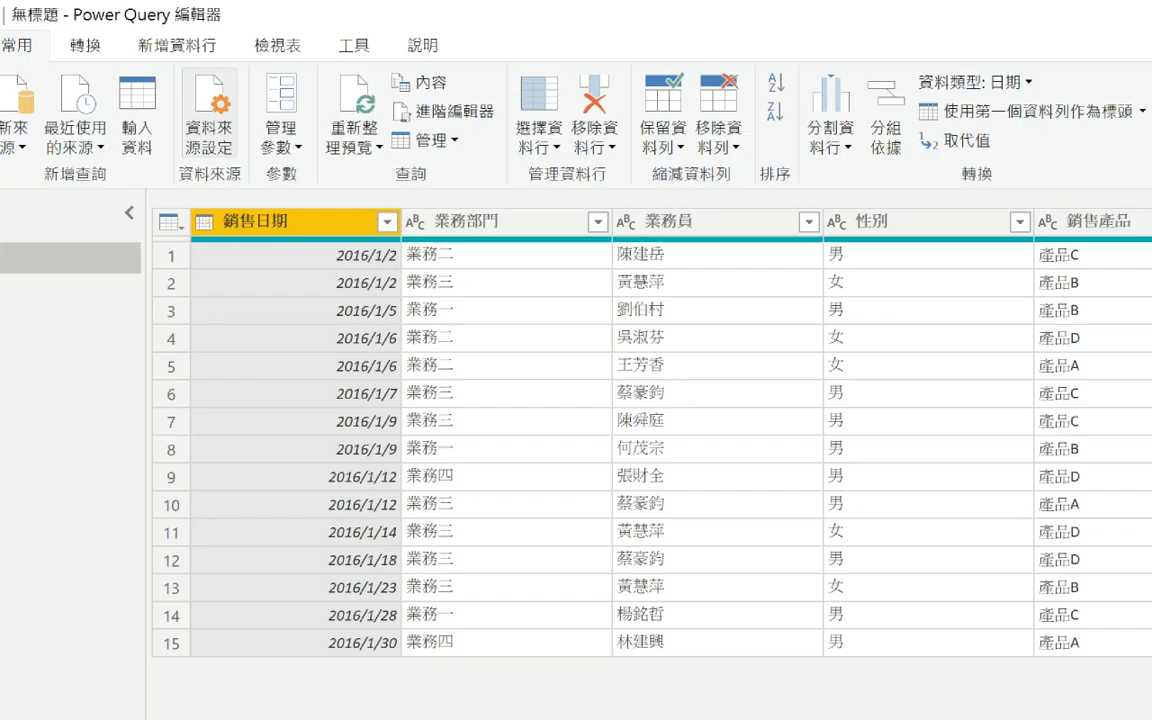 無標題 - Power Query 編輯器
常用 轉換 新增資料行 檢視表 工具 說明
新來源 最近使用的來源 輸入資料
新增查詢
資料來源設定
資料來源
管理參數
參數
重新整理預覽 內容 進階編輯器 管理
查詢
選擇資料行 移除資料行
管理資料行
保留資料列 移除資料列
縮減資料列
A Z Z A
排序
分割資料行 分組依據 資料類型: 日期 使用第一個資料列作為標頭 1 2 取代值
轉換
銷售日期 ABC 業務部門 ABC 業務員 ABC 性別 ABC 銷售產品
1 2016/1/2 業務二 陳建岳 男 產品C
2 2016/1/2 業務三 黃慧萍 女 產品B
3 2016/1/5 業務一 劉伯村 男 產品B
4 2016/1/6 業務二 吳淑芬 女 產品D
5 2016/1/6 業務二 王芳香 女 產品A
6 2016/1/7 業務三 蔡豪鈞 男 產品C
7 2016/1/9 業務三 陳舜庭 男 產品C
8 2016/1/9 業務一 何茂宗 男 產品B
9 2016/1/12 業務四 張財全 男 產品D
10 2016/1/12 業務三 蔡豪鈞 男 產品A
11 2016/1/14 業務三 黃慧萍 女 產品D
12 2016/1/18 業務三 蔡豪鈞 男 產品D
13 2016/1/23 業務三 黃慧萍 女 產品B
14 2016/1/28 業務一 楊銘哲 男 產品C
15 2016/1/30 業務四 林建興 男 產品A